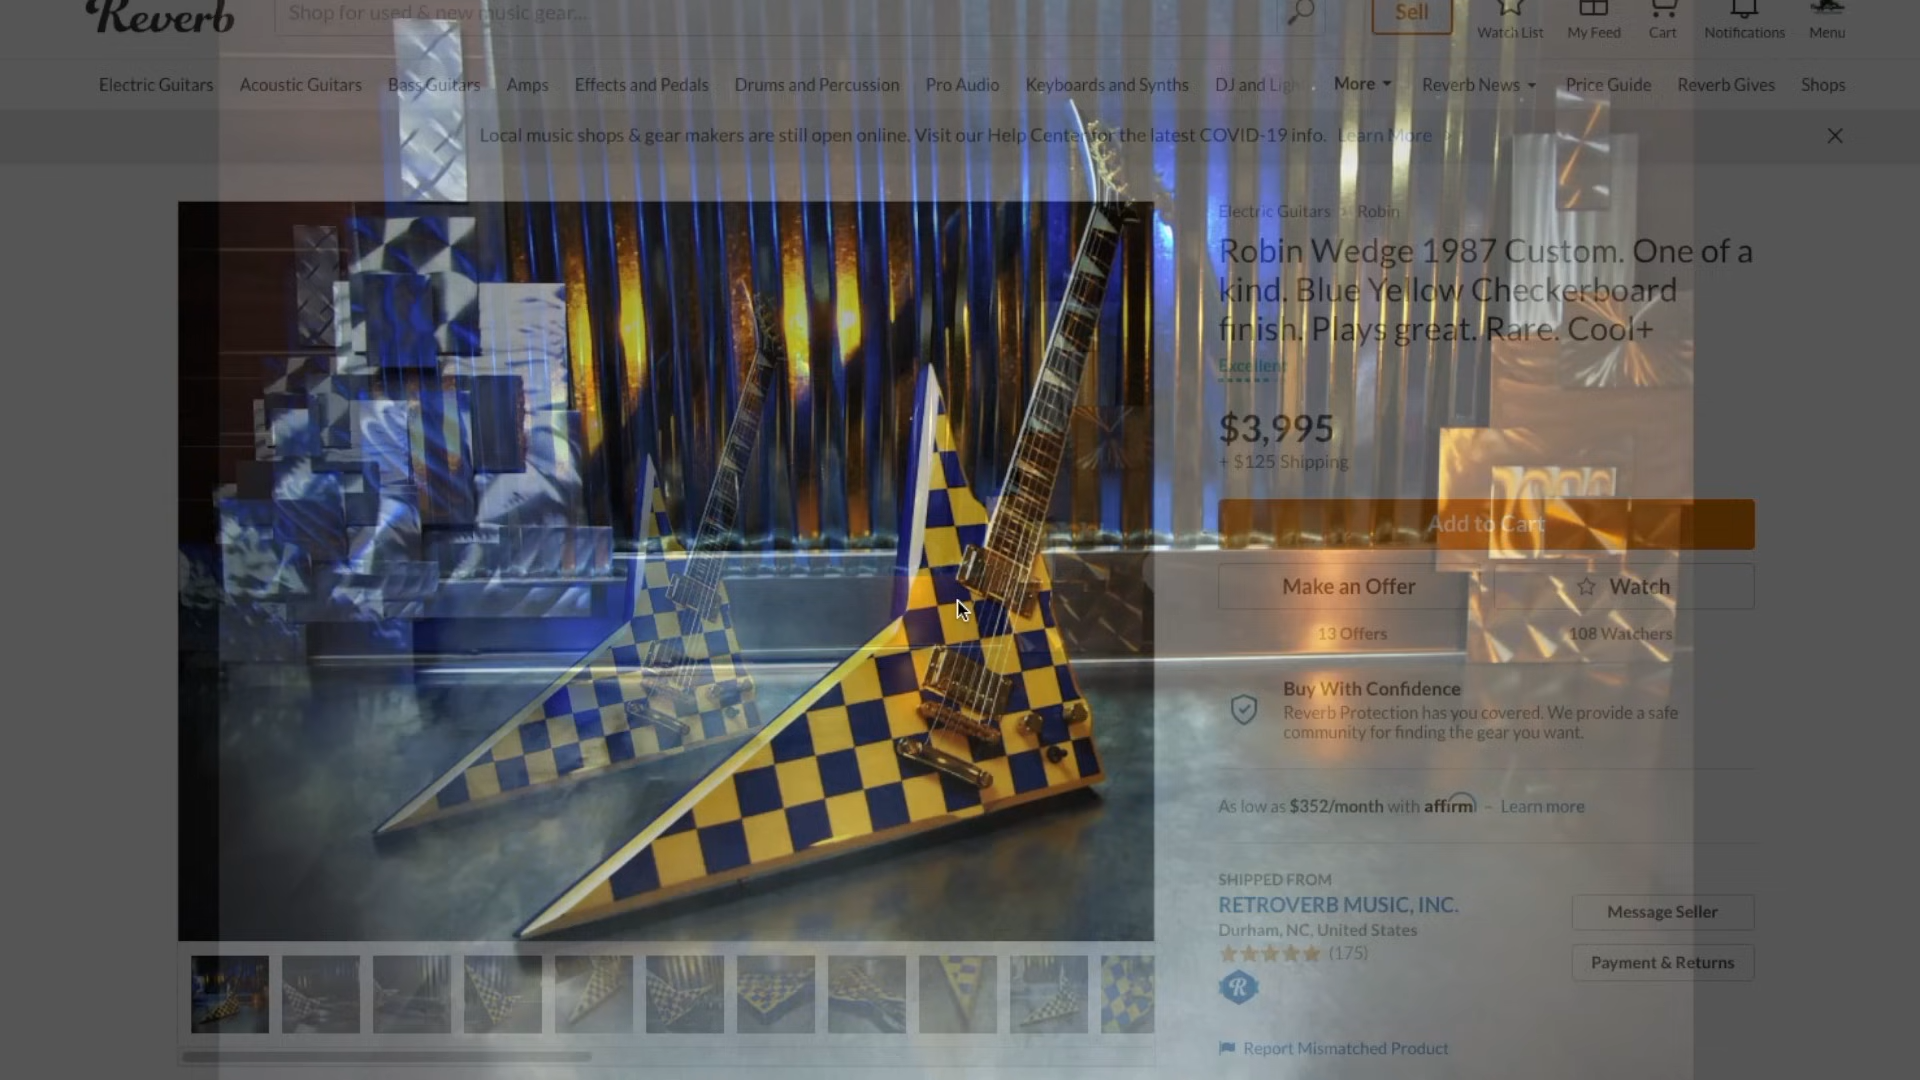 Reverb
Shop for used & new music gear...
Sell
Watch List
My Feed
Cart
Notifications
Menu
Electric Guitars
Acoustic Guitars
Bass Guitars
Amps
Effects and Pedals
Drums and Percussion
Pro Audio
Keyboards and Synths
DJ and Ligh
More
Reverb News
Price Guide
Reverb Gives
Shops
Local music shops & gear makers are still open online. Visit our Help Center for the latest COVID-19 info. Learn More
Electric Guitars
Robin
Robin Wedge 1987 Custom. One of a
kind. Blue Yellow Checkerboard
finish. Plays great. Rare. Cool+
Excellent
$3,995
+ $125 Shipping
Add to Cart
Make an Offer
Watch
13 Offers
108 Watchers
Buy With Confidence
Reverb Protection has you covered. We provide a safe
community for finding the gear you want.
As low as $352/month with affirm - Learn more
SHIPPED FROM
RETROVERB MUSIC, INC.
Message Seller
Durham, NC, United States
(175)
Payment & Returns
R
Report Mismatched Product